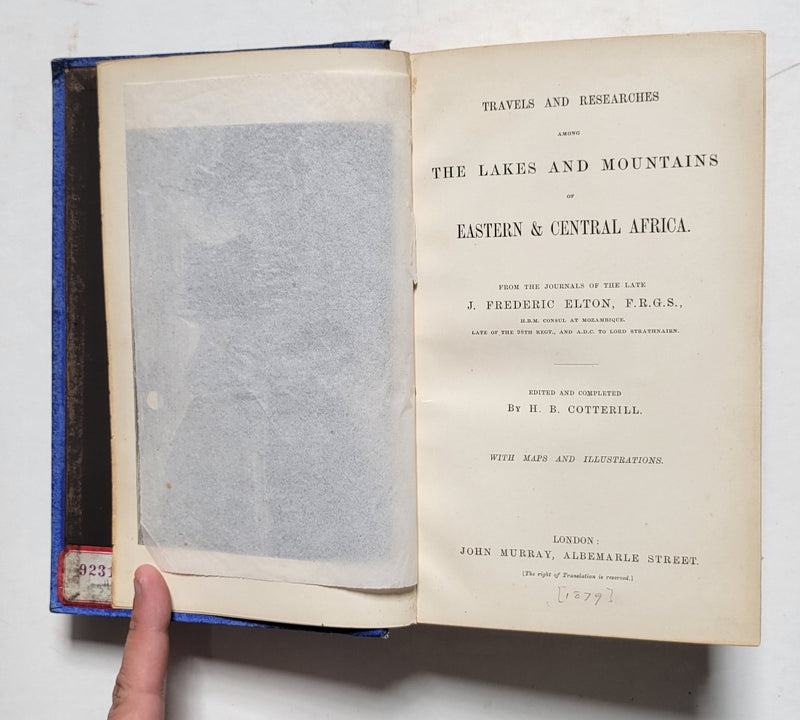 9231
TRAVELS AND RESEARCHES
AMONG
THE LAKES AND MOUNTAINS
OF
EASTERN & CENTRAL AFRICA.
FROM THE JOURNALS OF THE LATE
J. FREDERIC ELTON, F.R.G.S.,
H.B.M. CONSUL AT MOZAMBIQUE.
LATE OF THE 98TH REGT., AND A.D.C. TO LORD STRATHNAIRN.
EDITED AND COMPLETED
BY H. B. COTTERILL.
WITH MAPS AND ILLUSTRATIONS.
LONDON:
JOHN MURRAY, ALBEMARLE STREET.
[The right of Translation is reserved.]
[1879]